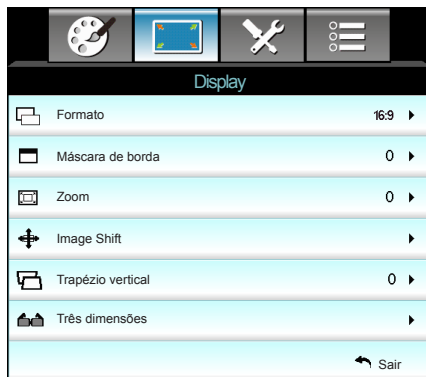 Display
Formato 16:9
Máscara de borda 0
Zoom 0
Image Shift
Trapézio vertical 0
Três dimensões
Sair